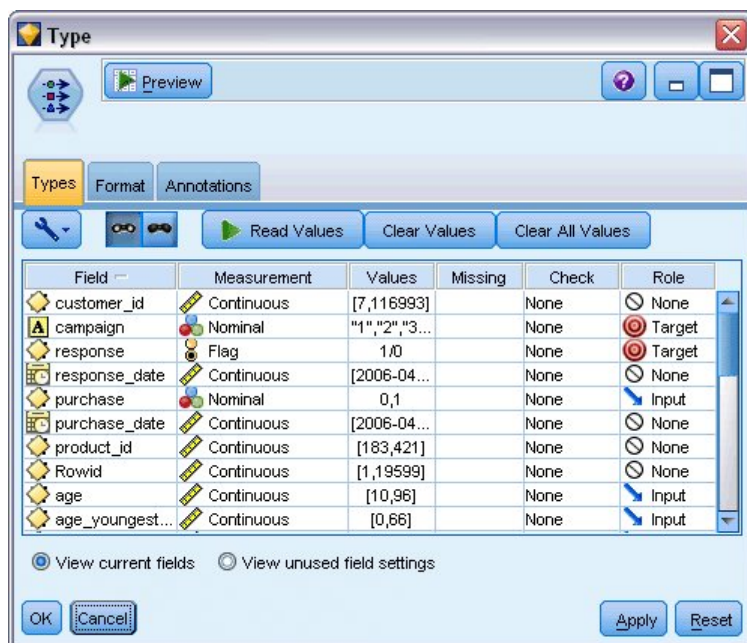 Type
Preview
Types Format Annotations
Read Values Clear Values Clear All Values
Field Measurement Values Missing Check Role
customer_id Continuous [7,116993] None None
A campaign Nominal "1","2","3... None Target
response Flag 1/0 None Target
response_date Continuous [2006-04... None None
purchase Nominal 0,1 None Input
purchase_date Continuous [2006-04... None None
product_id Continuous [183,421] None None
Rowid Continuous [1,19599] None None
age Continuous [10,96] None Input
age_youngest... Continuous [0,66] None Input
View current fields View unused field settings
OK Cancel Apply Reset